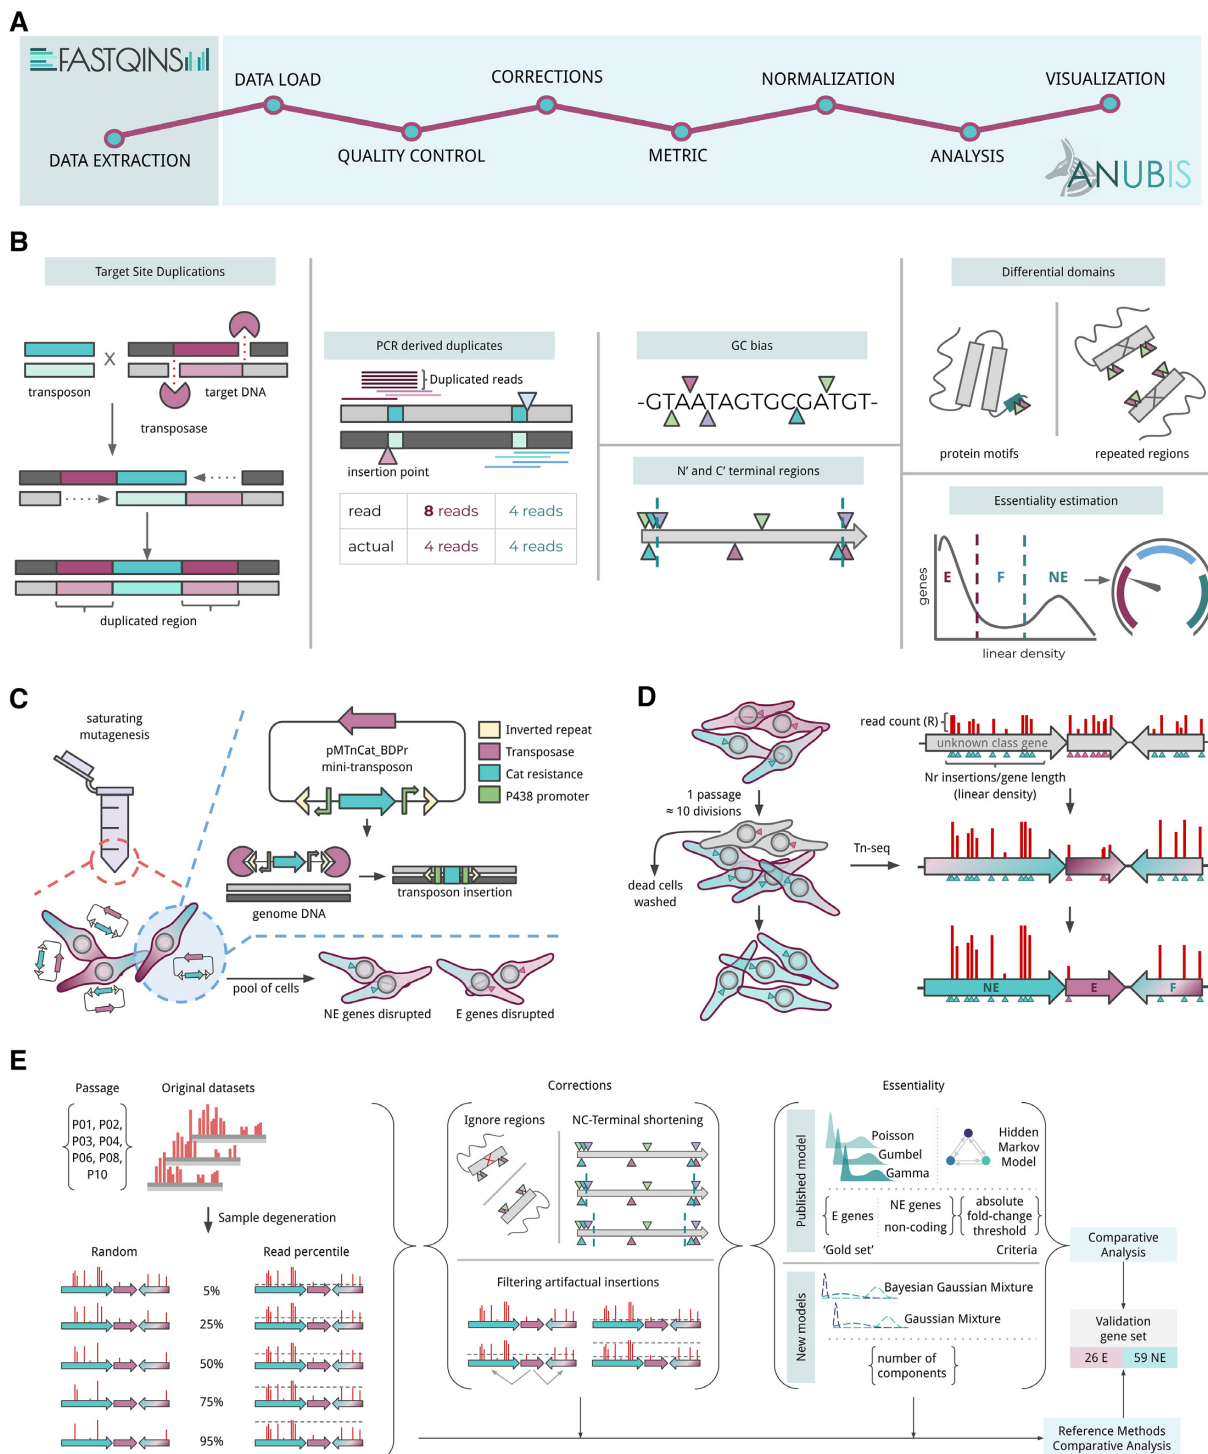 A
FASTQINS
DATA LOAD
CORRECTIONS
NORMALIZATION
VISUALIZATION
DATA EXTRACTION
QUALITY CONTROL
METRIC
ANALYSIS
ANUBIS
B
Target Site Duplications
transposon
X
target DNA
transposase
duplicated region
PCR derived duplicates
Duplicated reads
insertion point
read 8 reads 4 reads
actual 4 reads 4 reads
GC bias
-GTAATAGTGCGATGT-
N' and C' terminal regions
Differential domains
protein motifs
repeated regions
Essentiality estimation
genes
E F NE
linear density
C
saturating
mutagenesis
pMTnCat_BDPr
mini-transposon
Inverted repeat
Transposase
Cat resistance
P438 promoter
genome DNA
transposon insertion
pool of cells
NE genes disrupted
E genes disrupted
D
1 passage
≈ 10 divisions
dead cells
washed
Tn-seq
read count (R)
unknown class gene
Nr insertions/gene length
(linear density)
NE E F
E
Passage
P01, P02,
P03, P04,
P06, P08,
P10
Original datasets
Sample degeneration
Random
Read percentile
5%
25%
50%
75%
95%
Corrections
Ignore regions
NC-Terminal shortening
Filtering artifactual insertions
Essentiality
Published model
Poisson
Gumbel
Gamma
Hidden
Markov
Model
E genes
NE genes
non-coding
absolute
fold-change
threshold
'Gold set'
Criteria
New models
Bayesian Gaussian Mixture
Gaussian Mixture
number of
components
Comparative
Analysis
Validation
gene set
26 E 59 NE
Reference Methods
Comparative Analysis